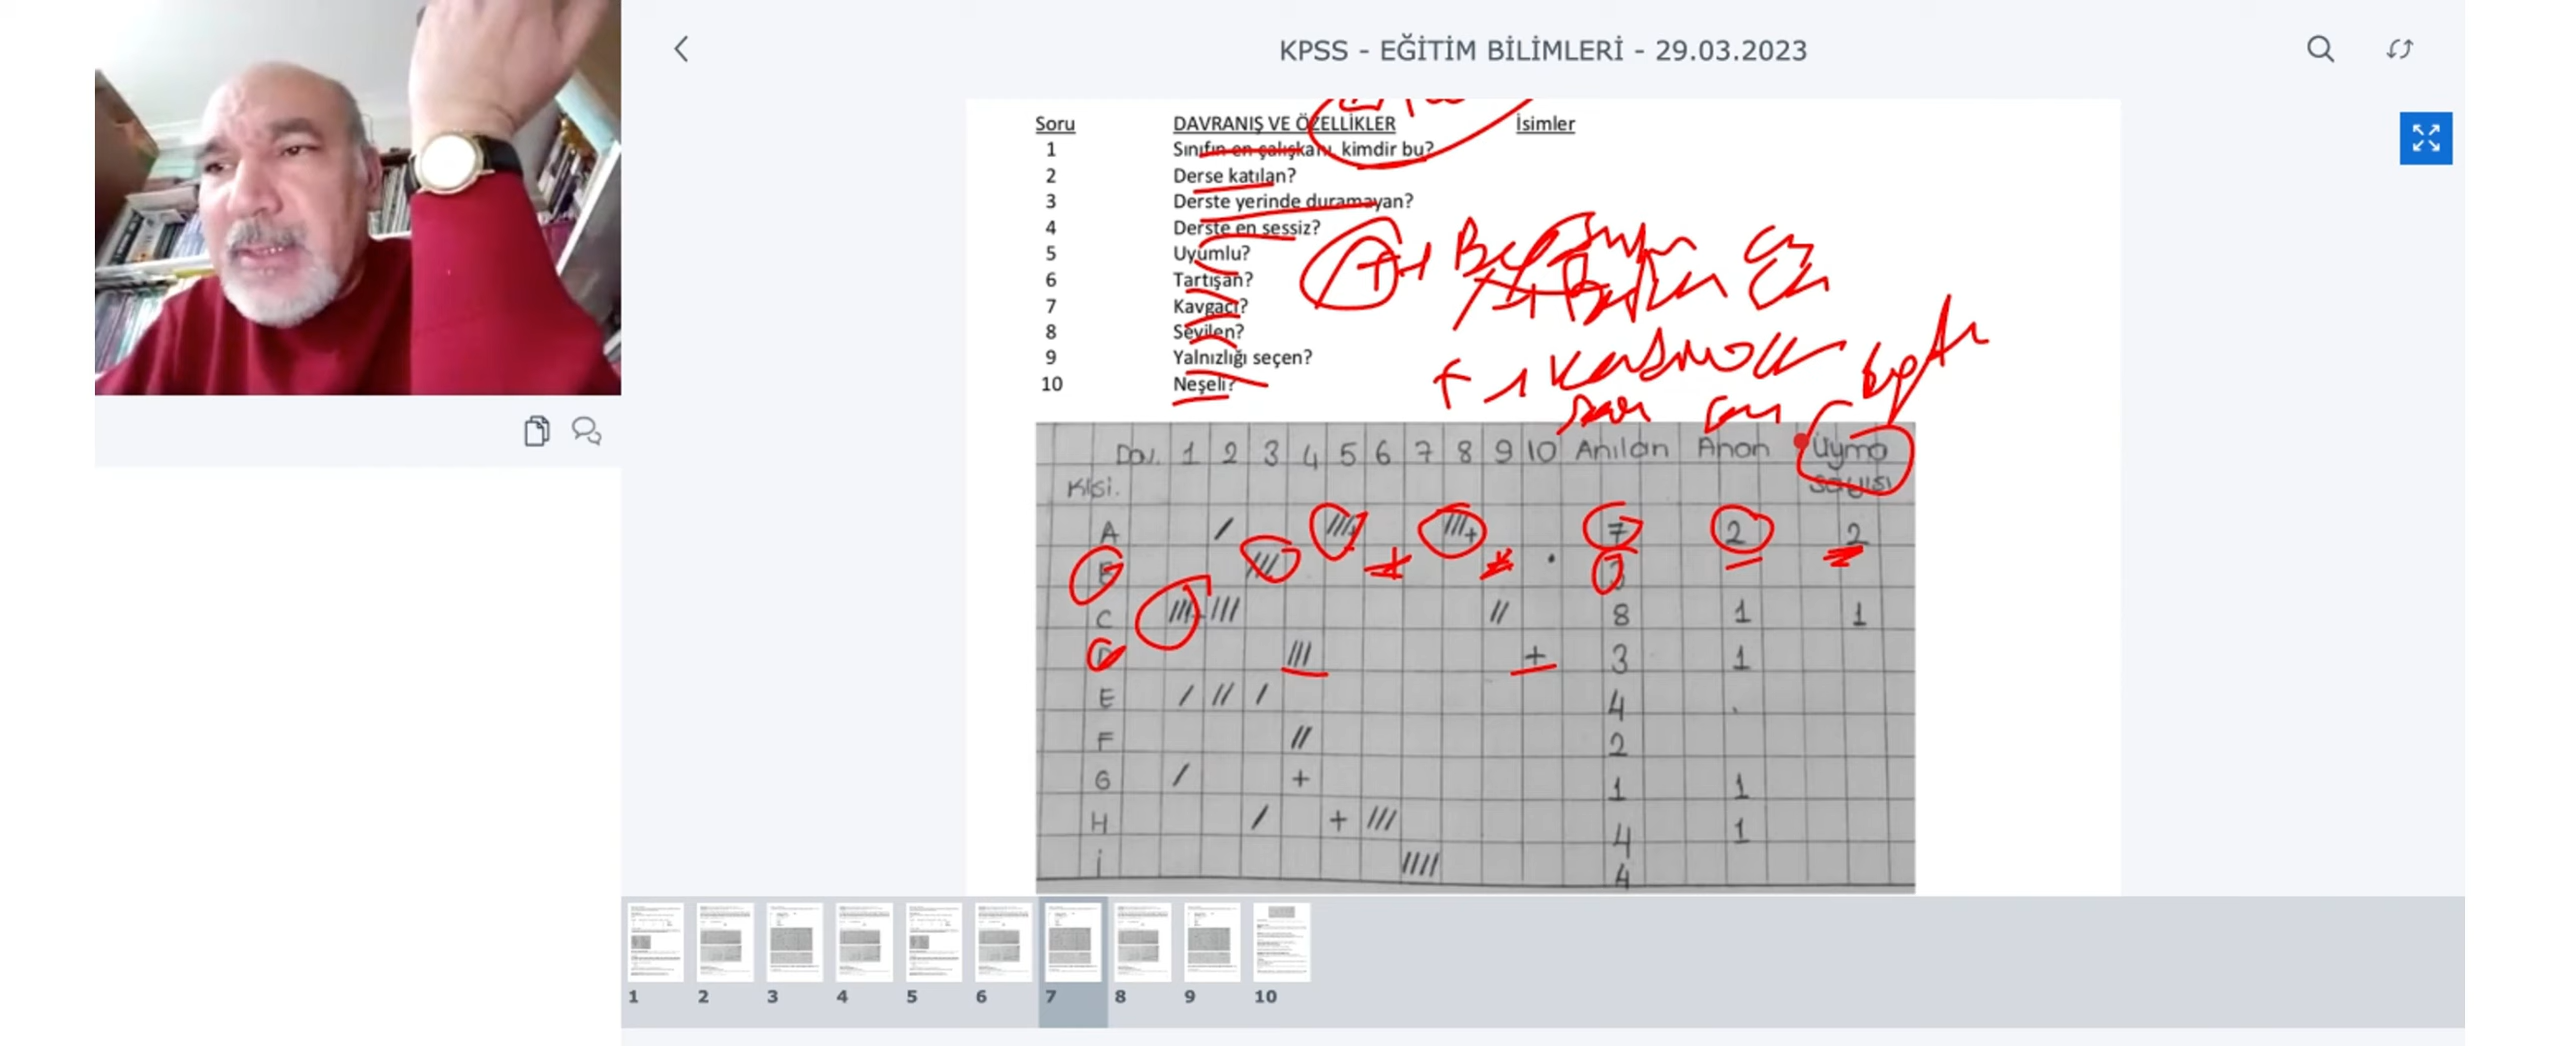 KPSS - EĞİTİM BİLİMLERİ - 29.03.2023
Soru DAVRANIŞ VE ÖZELLİKLER İsimler
1 Sınıfın en çalışkanı, kimdir bu?
2 Derse katılan?
3 Derste yerinde duramayan?
4 Derste en sessiz?
5 Uyumlu?
6 Tartışan?
7 Kavgacı?
8 Sevilen?
9 Yalnızlığı seçen?
10 Neşeli?
Dav. 1 2 3 4 5 6 7 8 9 10 Anılan Anan Uyma
Kişi. Sayısı
A / ///+ ///+ 7 2 2
/// 3
C //// /// // 8 1 1
D /// + 3 1
E / // / 4
F // 2
G / + 1 1
H / + /// 4 1
İ //// 4
1 2 3 4 5 6 7 8 9 10